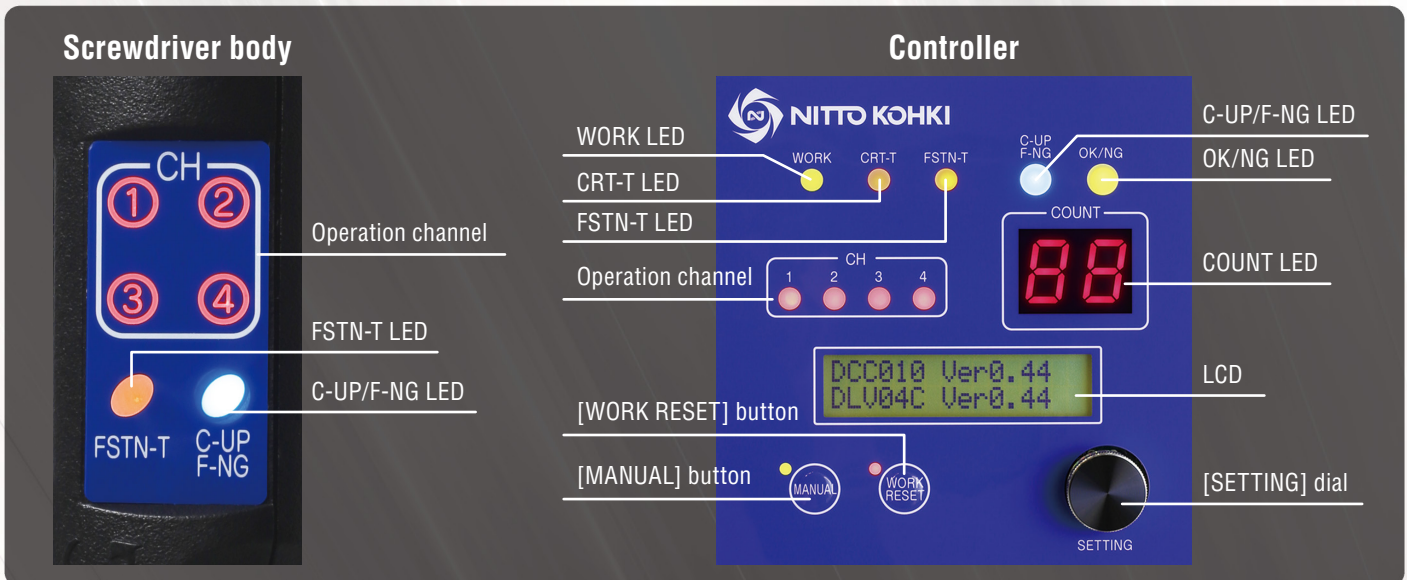 Screwdriver body
CH
1 2
3 4
FSTN-T
C-UP
F-NG
Operation channel
FSTN-T LED
C-UP/F-NG LED
Controller
NITTO KOHKI
WORK LED
CRT-T LED
FSTN-T LED
Operation channel
[WORK RESET] button
[MANUAL] button
WORK CRT-T FSTN-T
C-UP
F-NG
OK/NG
CH
1 2 3 4
COUNT
88
DCC010 Ver0.44
DLV04C Ver0.44
MANUAL
WORK
RESET
SETTING
C-UP/F-NG LED
OK/NG LED
COUNT LED
LCD
[SETTING] dial